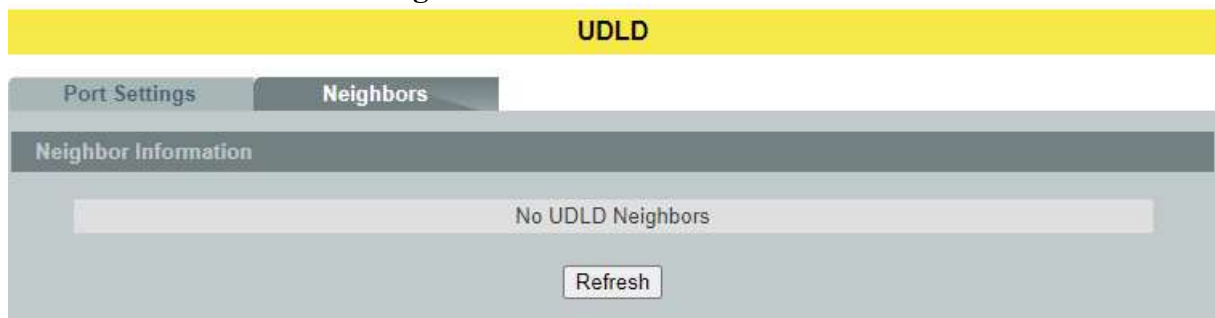 UDLD
Port Settings Neighbors
Neighbor Information
No UDLD Neighbors
Refresh